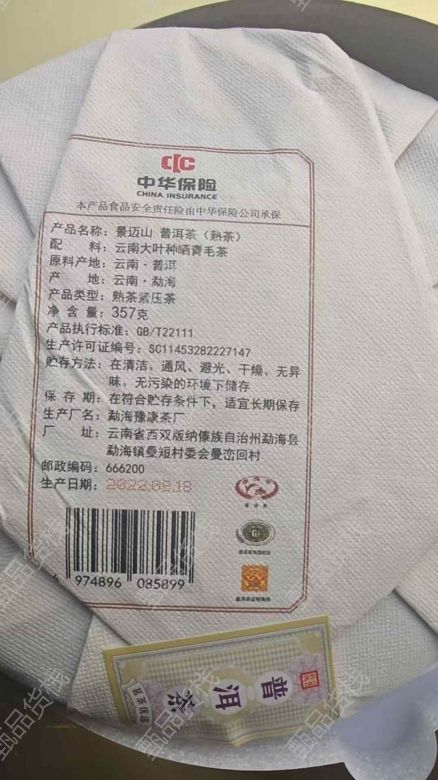 中华保险
CHINA INSURANCE
本产品食品安全责任险由中华保险公司承保
产品名称：景迈山 普洱茶（熟茶）
配 料：云南大叶种晒青毛茶
原料产地：云南·普洱
产 地：云南·勐海
产品类型：熟茶紧压茶
净 含 量：357克
产品执行标准：GB/T22111
生产许可证编号：SC11453282227147
贮存方法：在清洁、通风、避光、干燥、无异
味，无污染的环境下储存
保 存 期：在符合贮存条件下，适宜长期保存
生产厂名：勐海豫康茶厂
厂 址：云南省西双版纳傣族自治州勐海县
勐海镇曼短村委会曼峦回村
邮政编码：666200
生产日期：2022.08.18
6 974896 085899
普洱茶
甄品货栈